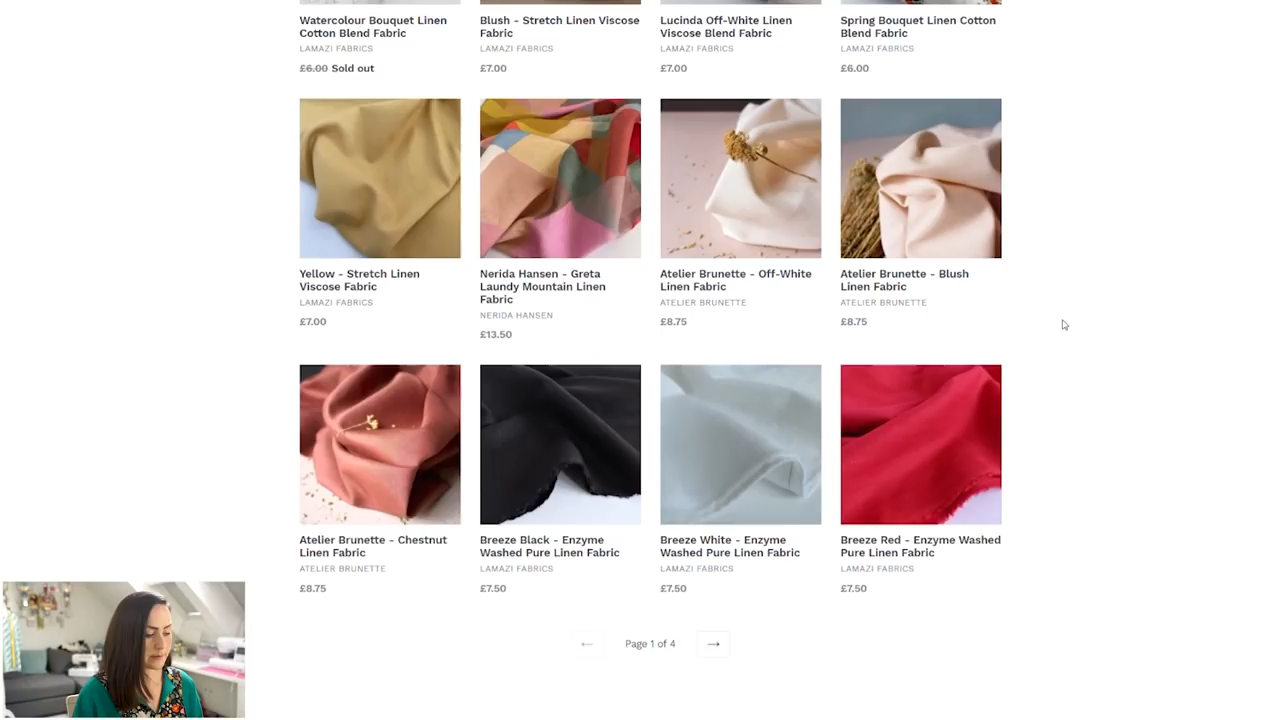 Watercolour Bouquet Linen
Cotton Blend Fabric
LAMAZI FABRICS
£6.00 Sold out
Blush - Stretch Linen Viscose
Fabric
LAMAZI FABRICS
£7.00
Lucinda Off-White Linen
Viscose Blend Fabric
LAMAZI FABRICS
£7.00
Spring Bouquet Linen Cotton
Blend Fabric
LAMAZI FABRICS
£6.00
Yellow - Stretch Linen
Viscose Fabric
LAMAZI FABRICS
£7.00
Nerida Hansen - Greta
Laundy Mountain Linen
Fabric
NERIDA HANSEN
£13.50
Atelier Brunette - Off-White
Linen Fabric
ATELIER BRUNETTE
£8.75
Atelier Brunette - Blush
Linen Fabric
ATELIER BRUNETTE
£8.75
Atelier Brunette - Chestnut
Linen Fabric
ATELIER BRUNETTE
£8.75
Breeze Black - Enzyme
Washed Pure Linen Fabric
LAMAZI FABRICS
£7.50
Breeze White - Enzyme
Washed Pure Linen Fabric
LAMAZI FABRICS
£7.50
Breeze Red - Enzyme Washed
Pure Linen Fabric
LAMAZI FABRICS
£7.50
← Page 1 of 4 →